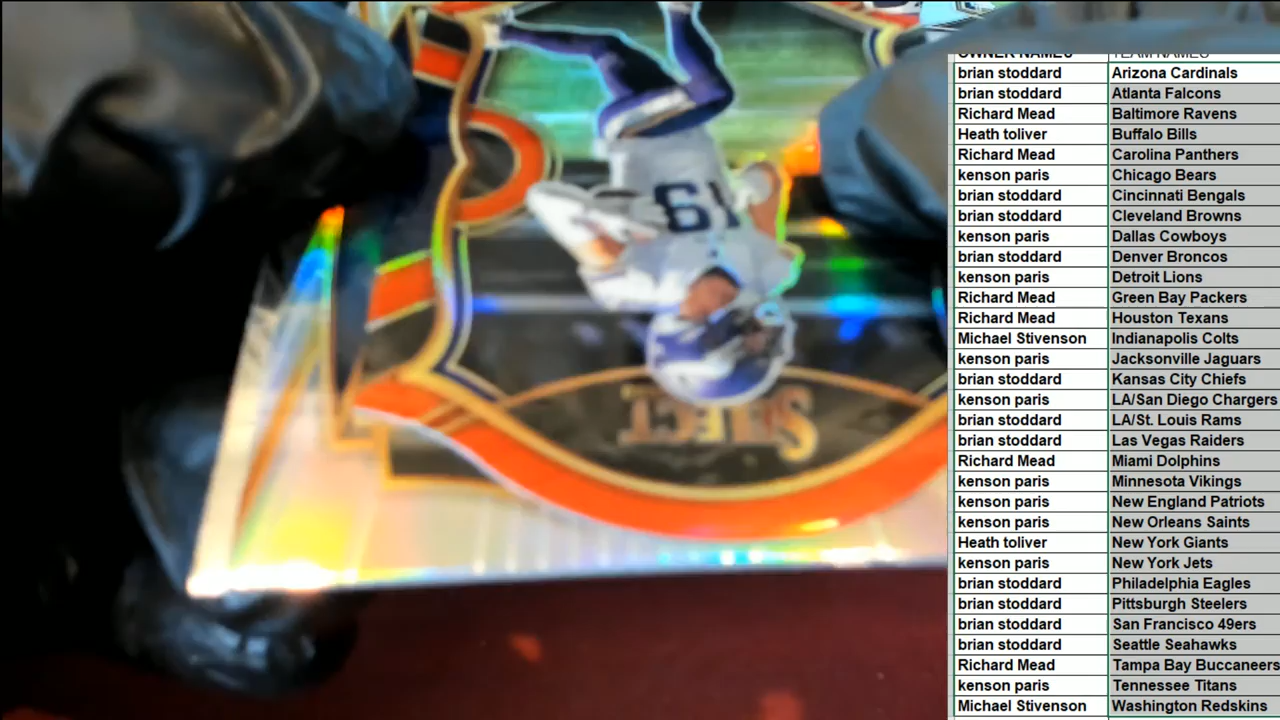 OWNER NAMES TEAM NAMES
brian stoddard Arizona Cardinals
brian stoddard Atlanta Falcons
Richard Mead Baltimore Ravens
Heath toliver Buffalo Bills
Richard Mead Carolina Panthers
kenson paris Chicago Bears
brian stoddard Cincinnati Bengals
brian stoddard Cleveland Browns
kenson paris Dallas Cowboys
brian stoddard Denver Broncos
kenson paris Detroit Lions
Richard Mead Green Bay Packers
Richard Mead Houston Texans
Michael Stivenson Indianapolis Colts
kenson paris Jacksonville Jaguars
brian stoddard Kansas City Chiefs
kenson paris LA/San Diego Chargers
brian stoddard LA/St. Louis Rams
brian stoddard Las Vegas Raiders
Richard Mead Miami Dolphins
kenson paris Minnesota Vikings
kenson paris New England Patriots
kenson paris New Orleans Saints
Heath toliver New York Giants
kenson paris New York Jets
brian stoddard Philadelphia Eagles
brian stoddard Pittsburgh Steelers
brian stoddard San Francisco 49ers
brian stoddard Seattle Seahawks
Richard Mead Tampa Bay Buccaneers
kenson paris Tennessee Titans
Michael Stivenson Washington Redskins
19
SELECT